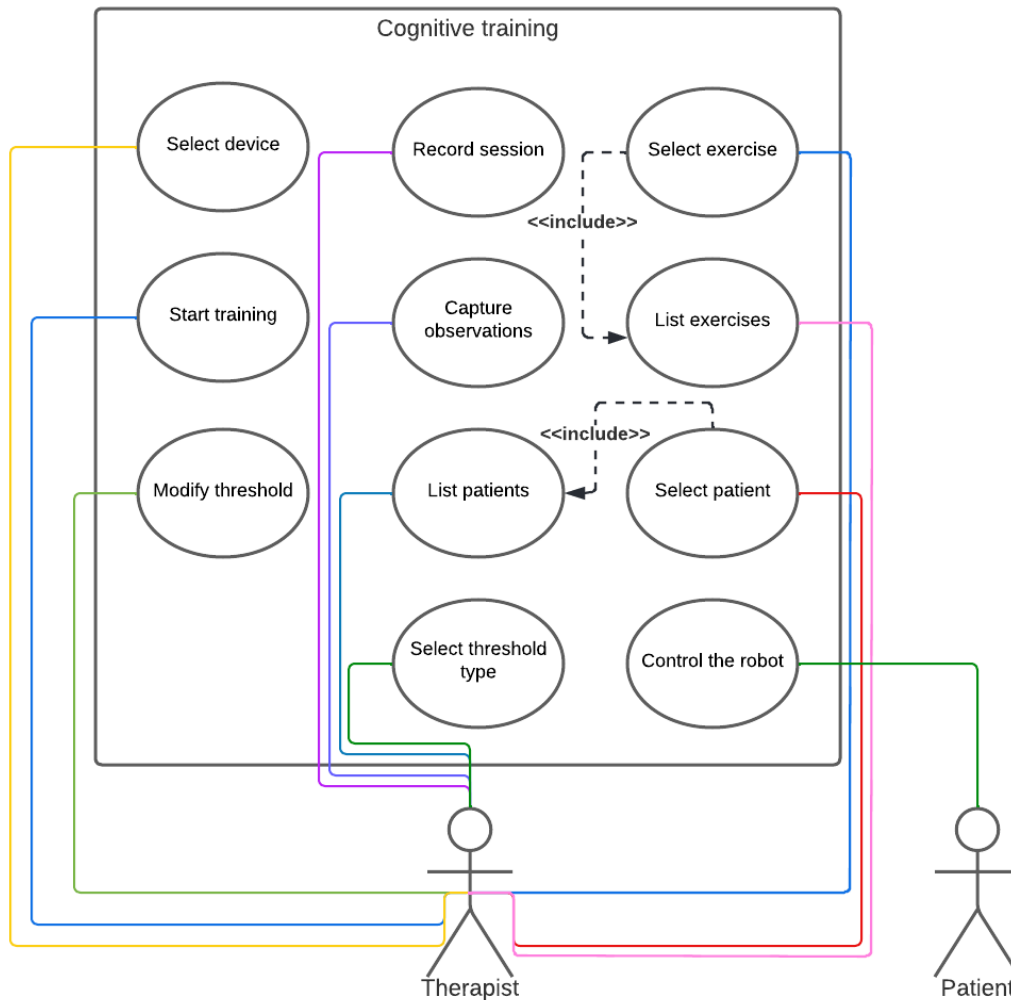 Cognitive training
Select device
Record session
Select exercise
<<include>>
Start training
Capture
observations
List exercises
<<include>>
Modify threshold
List patients
Select patient
Select threshold
type
Control the robot
Therapist
Patient